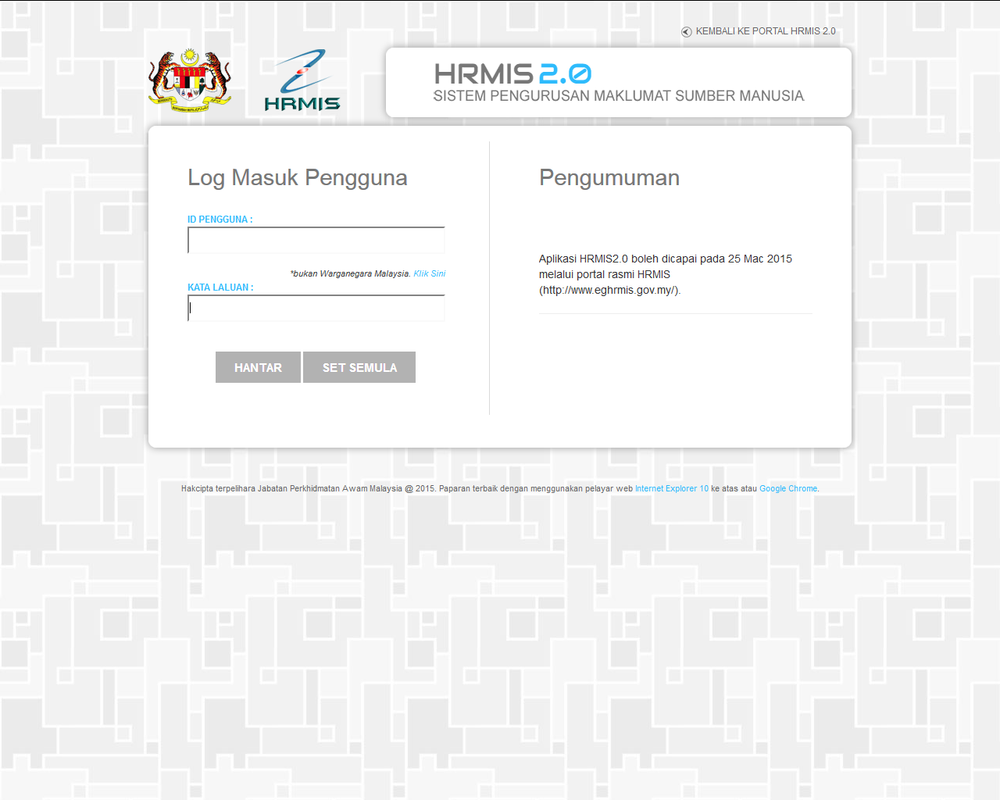 KEMBALI KE PORTAL HRMIS 2.0
HRMIS
HRMIS 2.0
SISTEM PENGURUSAN MAKLUMAT SUMBER MANUSIA
Log Masuk Pengguna
ID PENGGUNA :
*bukan Warganegara Malaysia. Klik Sini
KATA LALUAN :
HANTAR
SET SEMULA
Pengumuman
Aplikasi HRMIS2.0 boleh dicapai pada 25 Mac 2015
melalui portal rasmi HRMIS
(http://www.eghrmis.gov.my/).
Hakcipta terpelihara Jabatan Perkhidmatan Awam Malaysia @ 2015. Paparan terbaik dengan menggunakan pelayar web Internet Explorer 10 ke atas atau Google Chrome.